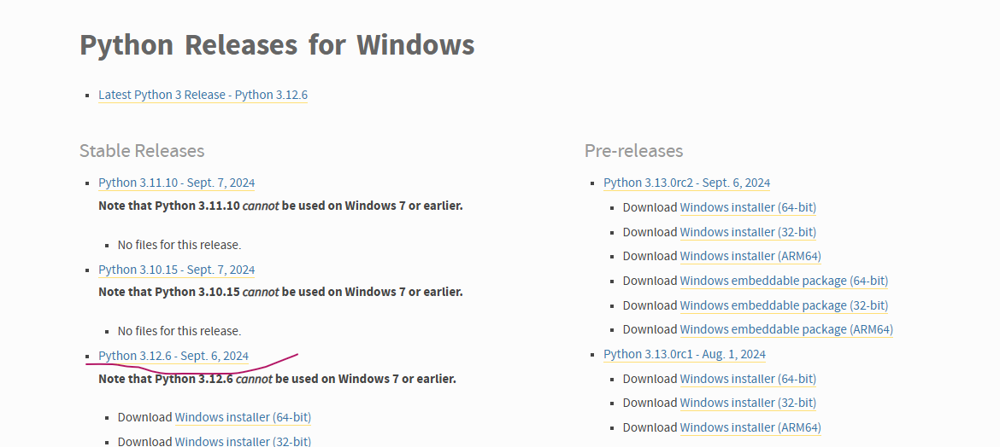 Python Releases for Windows
Latest Python 3 Release - Python 3.12.6
Stable Releases
Python 3.11.10 - Sept. 7, 2024
Note that Python 3.11.10 cannot be used on Windows 7 or earlier.
No files for this release.
Python 3.10.15 - Sept. 7, 2024
Note that Python 3.10.15 cannot be used on Windows 7 or earlier.
No files for this release.
Python 3.12.6 - Sept. 6, 2024
Note that Python 3.12.6 cannot be used on Windows 7 or earlier.
Download Windows installer (64-bit)
Download Windows installer (32-bit)
Pre-releases
Python 3.13.0rc2 - Sept. 6, 2024
Download Windows installer (64-bit)
Download Windows installer (32-bit)
Download Windows installer (ARM64)
Download Windows embeddable package (64-bit)
Download Windows embeddable package (32-bit)
Download Windows embeddable package (ARM64)
Python 3.13.0rc1 - Aug. 1, 2024
Download Windows installer (64-bit)
Download Windows installer (32-bit)
Download Windows installer (ARM64)